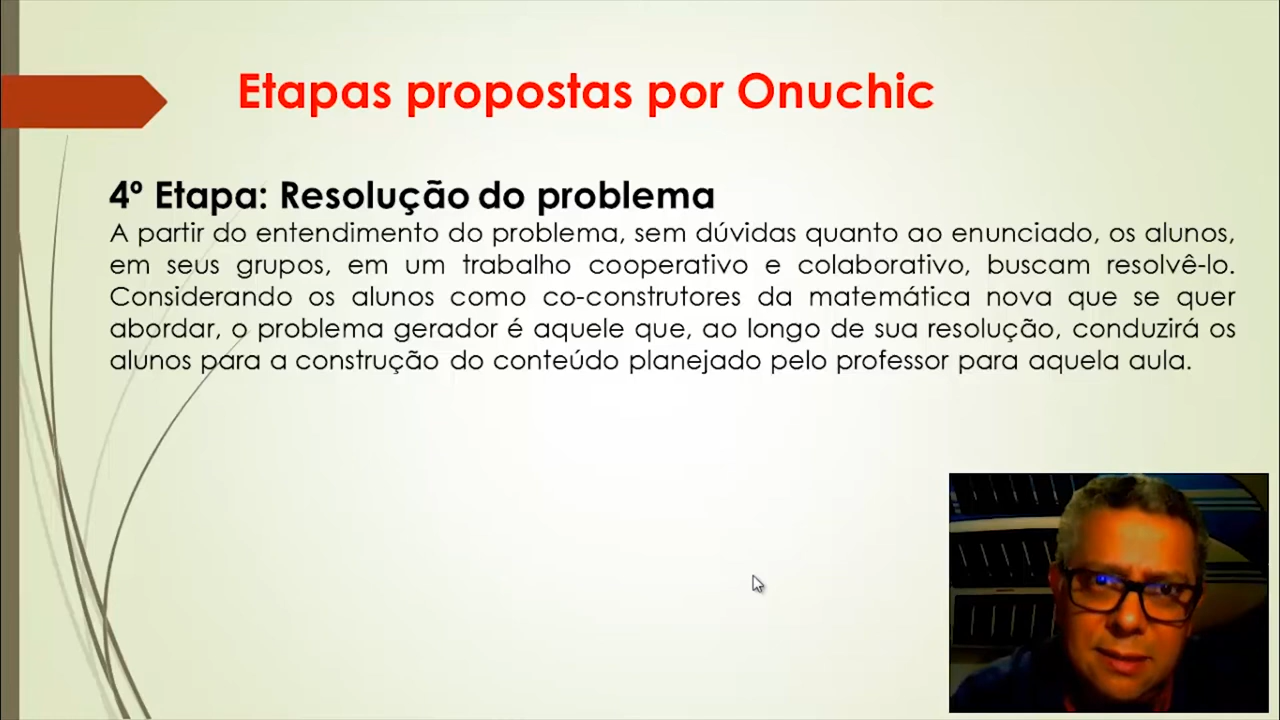 Etapas propostas por Onuchic
4º Etapa: Resolução do problema
A partir do entendimento do problema, sem dúvidas quanto ao enunciado, os alunos,
em seus grupos, em um trabalho cooperativo e colaborativo, buscam resolvê-lo.
Considerando os alunos como co-construtores da matemática nova que se quer
abordar, o problema gerador é aquele que, ao longo de sua resolução, conduzirá os
alunos para a construção do conteúdo planejado pelo professor para aquela aula.